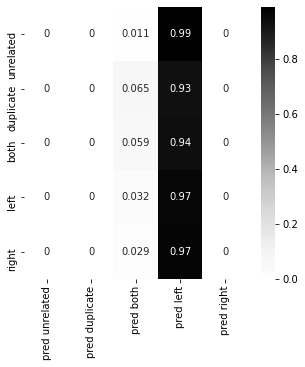 unrelated 0 0 0.011 0.99 0
duplicate 0 0 0.065 0.93 0
both 0 0 0.059 0.94 0
left 0 0 0.032 0.97 0
right 0 0 0.029 0.97 0
pred unrelated pred duplicate pred both pred left pred right
0.8
0.6
0.4
0.2
0.0